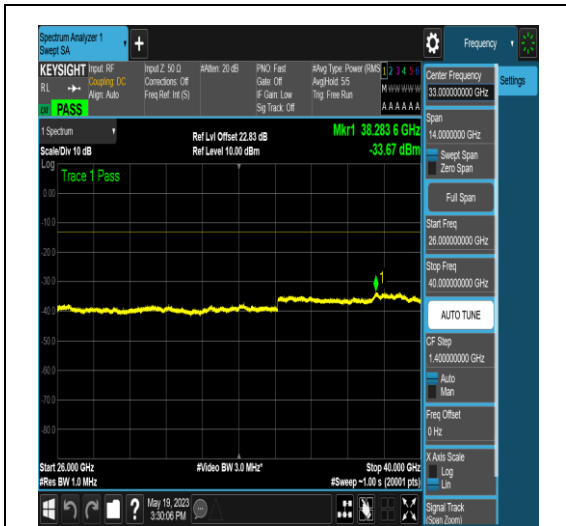 Spectrum Analyzer 1
Swept SA
+
Frequency
KEYSIGHT
RL
PASS
Input: RF
Coupling: DC
Align: Auto
Input Z: 50 Ω
Corrections: Off
Freq Ref: Int (S)
#Atten: 20 dB
PNO: Fast
Gate: Off
IF Gain: Low
Sig Track: Off
#Avg Type: Power (RMS
Avg|Hold: 5/5
Trig: Free Run
1 2 3 4 5 6
M W W W W W
A A A A A A
1 Spectrum
Scale/Div 10 dB
Ref Lvl Offset 22.83 dB
Ref Level 10.00 dBm
Mkr1 38.283 6 GHz
-33.67 dBm
Log
Trace 1 Pass
0.00
-10.0
-20.0
-30.0
-40.0
-50.0
-60.0
-70.0
-80.0
1
Start 26.000 GHz
#Res BW 1.0 MHz
#Video BW 3.0 MHz*
Stop 40.000 GHz
#Sweep ~1.00 s (20001 pts)
May 19, 2023
3:30:06 PM
Center Frequency
33.000000000 GHz
Settings
Span
14.0000000 GHz
Swept Span
Zero Span
Full Span
Start Freq
26.000000000 GHz
Stop Freq
40.000000000 GHz
AUTO TUNE
CF Step
1.400000000 GHz
Auto
Man
Freq Offset
0 Hz
X Axis Scale
Log
Lin
Signal Track
(Span Zoom)